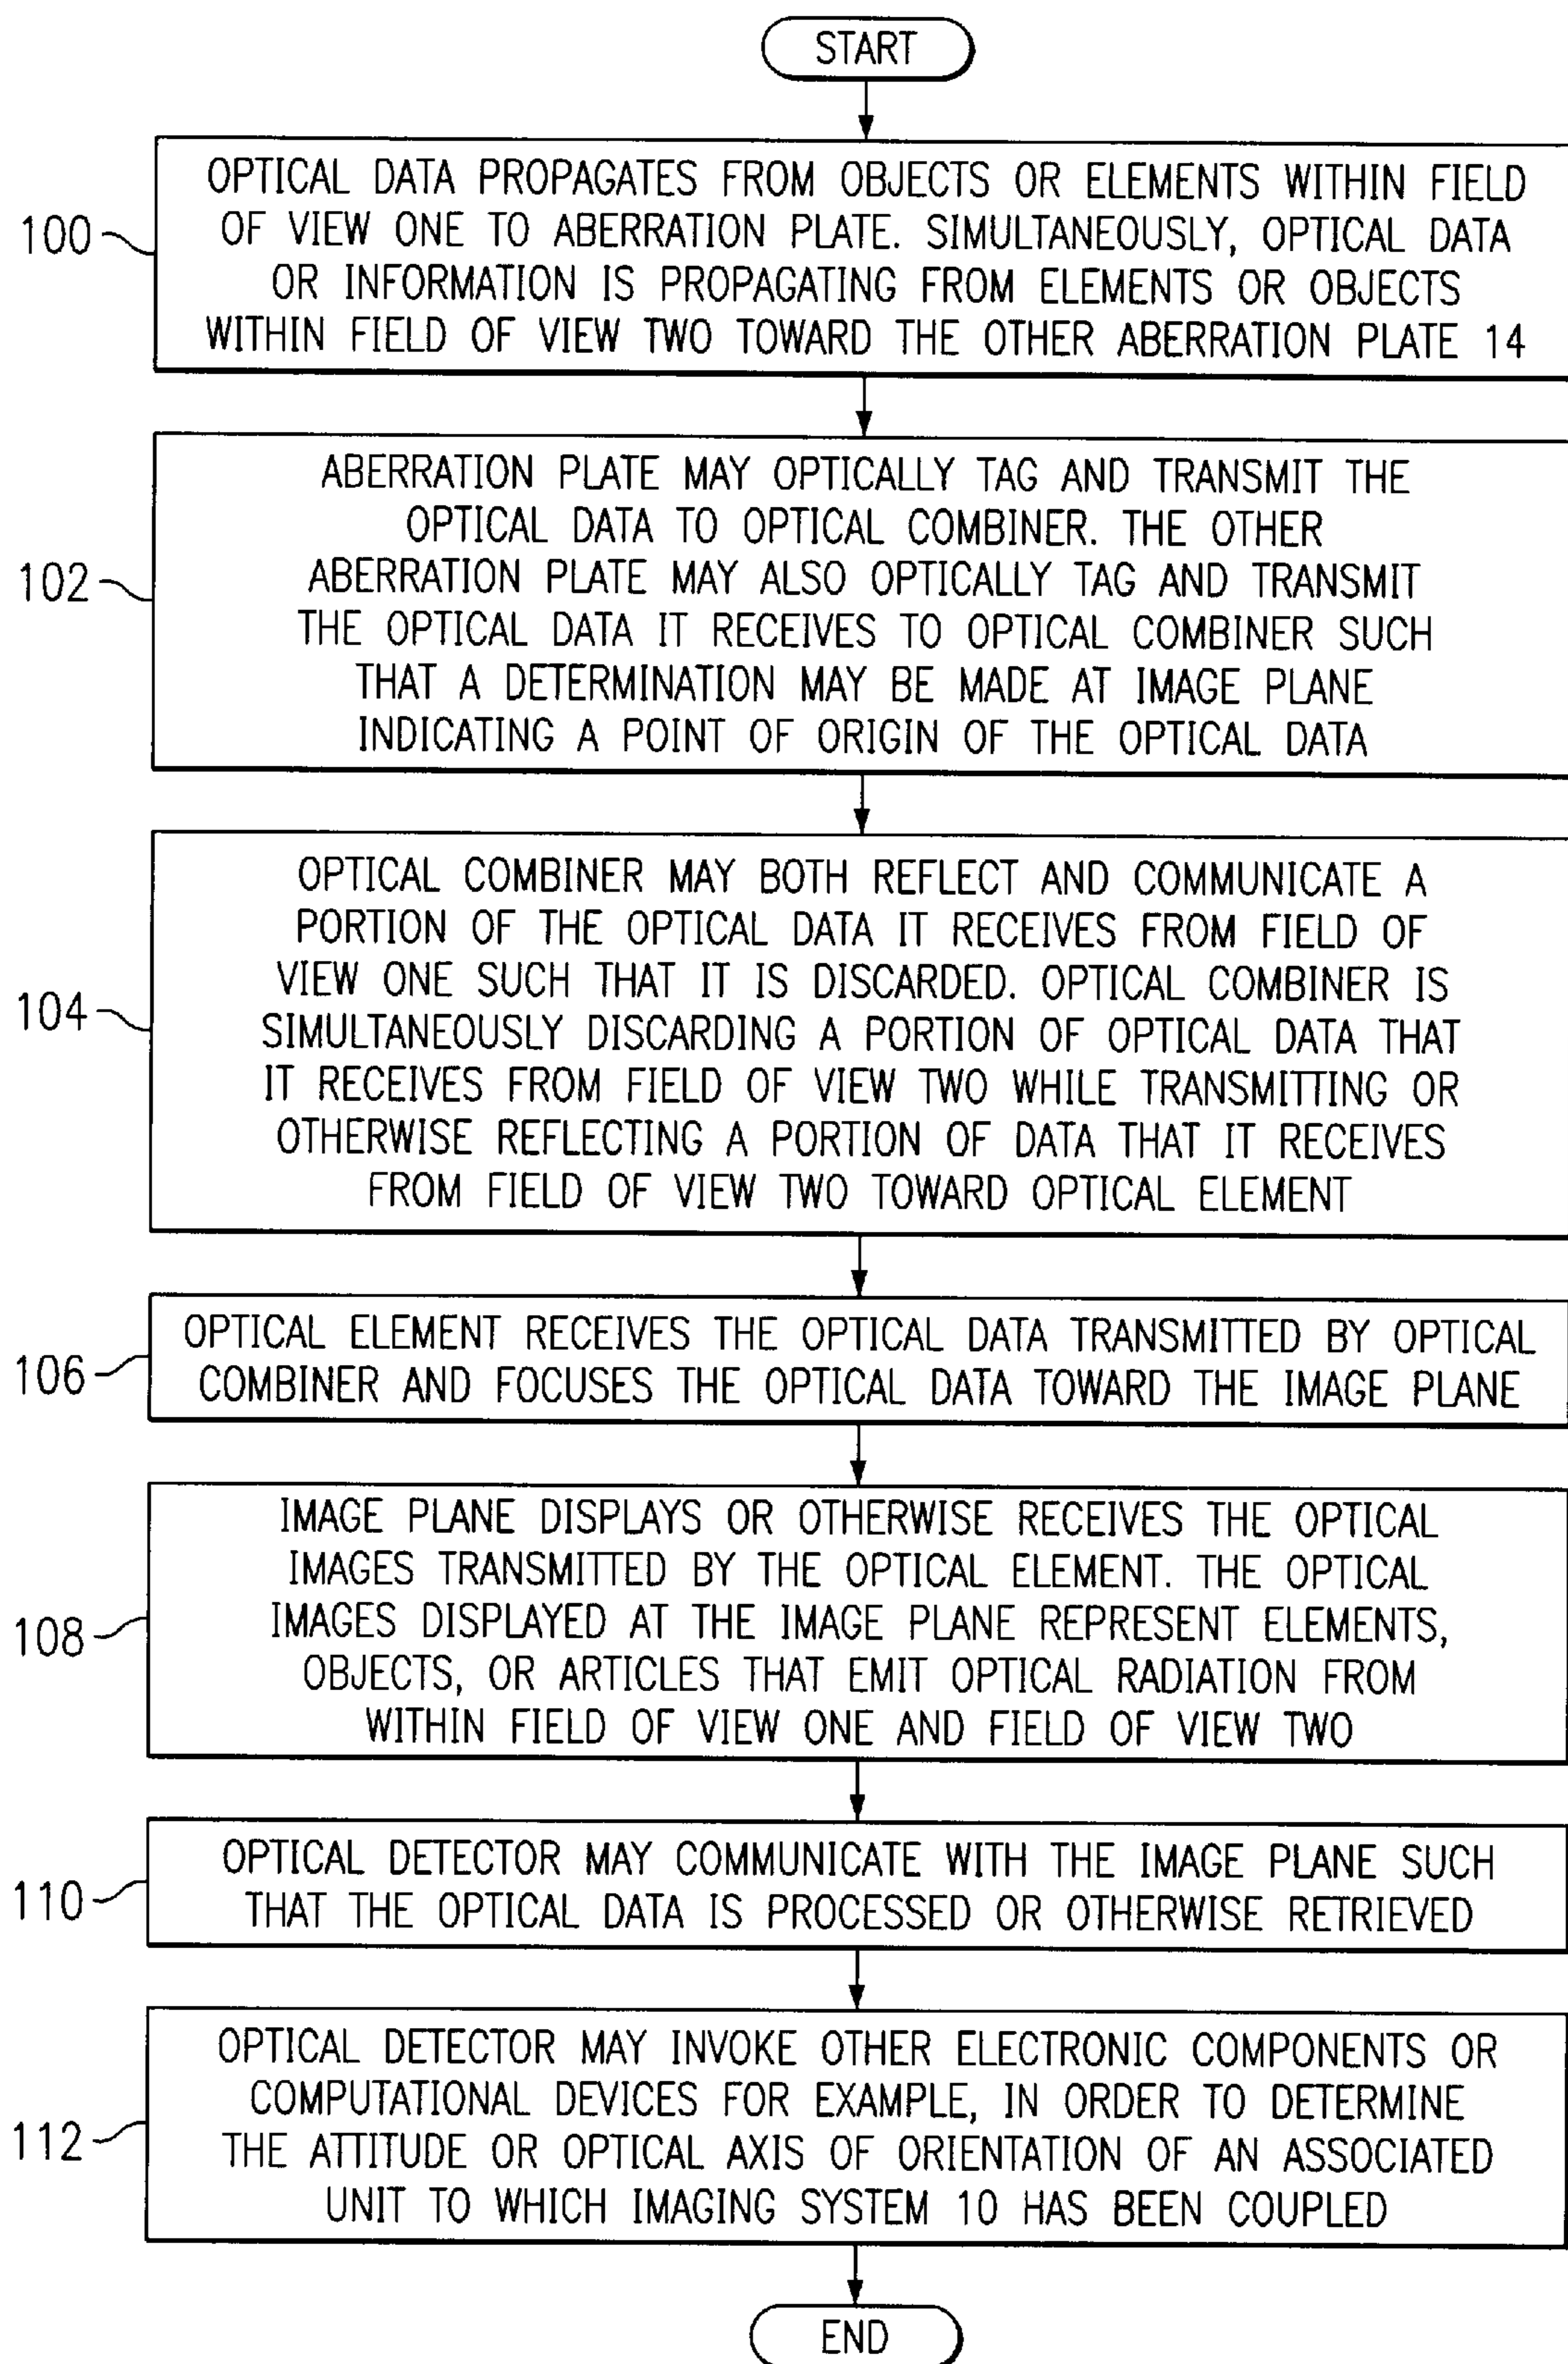 START
100
OPTICAL DATA PROPAGATES FROM OBJECTS OR ELEMENTS WITHIN FIELD
OF VIEW ONE TO ABERRATION PLATE. SIMULTANEOUSLY, OPTICAL DATA
OR INFORMATION IS PROPAGATING FROM ELEMENTS OR OBJECTS
WITHIN FIELD OF VIEW TWO TOWARD THE OTHER ABERRATION PLATE 14
102
ABERRATION PLATE MAY OPTICALLY TAG AND TRANSMIT THE
OPTICAL DATA TO OPTICAL COMBINER. THE OTHER
ABERRATION PLATE MAY ALSO OPTICALLY TAG AND TRANSMIT
THE OPTICAL DATA IT RECEIVES TO OPTICAL COMBINER SUCH
THAT A DETERMINATION MAY BE MADE AT IMAGE PLANE
INDICATING A POINT OF ORIGIN OF THE OPTICAL DATA
104
OPTICAL COMBINER MAY BOTH REFLECT AND COMMUNICATE A
PORTION OF THE OPTICAL DATA IT RECEIVES FROM FIELD OF
VIEW ONE SUCH THAT IT IS DISCARDED. OPTICAL COMBINER IS
SIMULTANEOUSLY DISCARDING A PORTION OF OPTICAL DATA THAT
IT RECEIVES FROM FIELD OF VIEW TWO WHILE TRANSMITTING OR
OTHERWISE REFLECTING A PORTION OF DATA THAT IT RECEIVES
FROM FIELD OF VIEW TWO TOWARD OPTICAL ELEMENT
106
OPTICAL ELEMENT RECEIVES THE OPTICAL DATA TRANSMITTED BY OPTICAL
COMBINER AND FOCUSES THE OPTICAL DATA TOWARD THE IMAGE PLANE
108
IMAGE PLANE DISPLAYS OR OTHERWISE RECEIVES THE OPTICAL
IMAGES TRANSMITTED BY THE OPTICAL ELEMENT. THE OPTICAL
IMAGES DISPLAYED AT THE IMAGE PLANE REPRESENT ELEMENTS,
OBJECTS, OR ARTICLES THAT EMIT OPTICAL RADIATION FROM
WITHIN FIELD OF VIEW ONE AND FIELD OF VIEW TWO
110
OPTICAL DETECTOR MAY COMMUNICATE WITH THE IMAGE PLANE SUCH
THAT THE OPTICAL DATA IS PROCESSED OR OTHERWISE RETRIEVED
112
OPTICAL DETECTOR MAY INVOKE OTHER ELECTRONIC COMPONENTS OR
COMPUTATIONAL DEVICES FOR EXAMPLE, IN ORDER TO DETERMINE
THE ATTITUDE OR OPTICAL AXIS OF ORIENTATION OF AN ASSOCIATED
UNIT TO WHICH IMAGING SYSTEM 10 HAS BEEN COUPLED
END